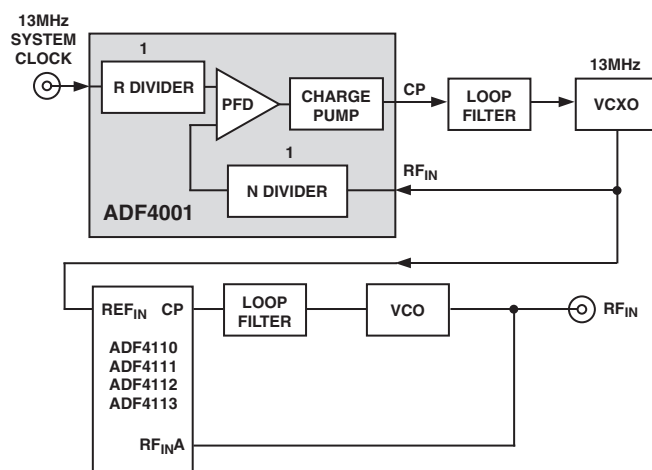 13MHz
SYSTEM
CLOCK
1
R DIVIDER
PFD
CHARGE
PUMP
CP
LOOP
FILTER
13MHz
VCXO
1
N DIVIDER
RFIN
ADF4001
REFIN CP
LOOP
FILTER
VCO
RFIN
ADF4110
ADF4111
ADF4112
ADF4113
RFINA